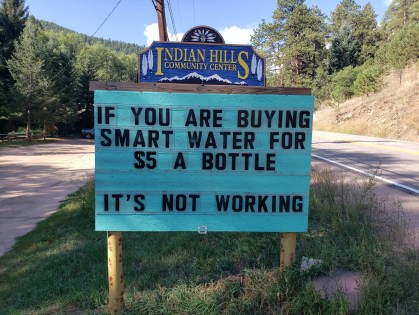 INDIAN HILLS
COMMUNITY CENTER
IF YOU ARE BUYING
SMART WATER FOR
$5 A BOTTLE
IT'S NOT WORKING